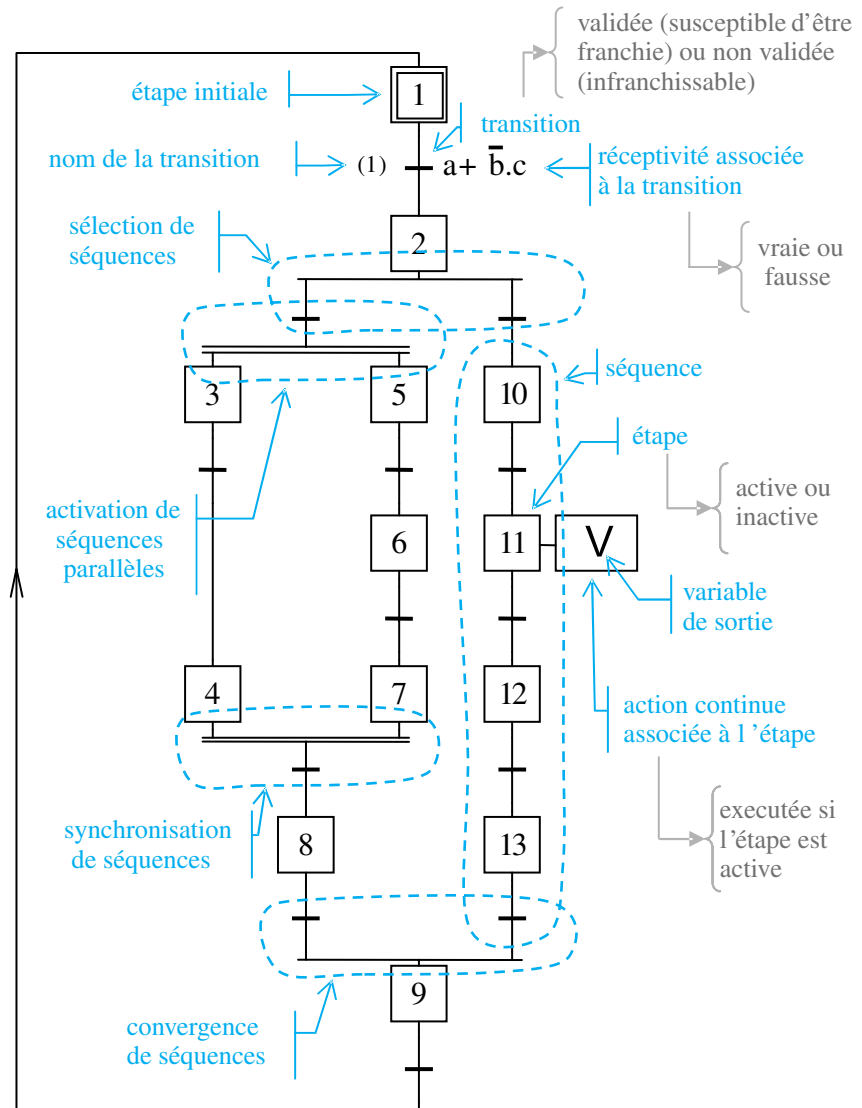 validée (susceptible d'être
franchie) ou non validée
(infranchissable)
étape initiale
1
transition
nom de la transition
(1)
a+ b̅.c
réceptivité associée
à la transition
sélection de
séquences
2
vraie ou
fausse
3
5
10
séquence
étape
activation de
séquences
parallèles
6
11
V
active ou
inactive
variable
de sortie
4
7
12
action continue
associée à l 'étape
synchronisation
de séquences
8
13
executée si
l'étape est
active
9
convergence
de séquences